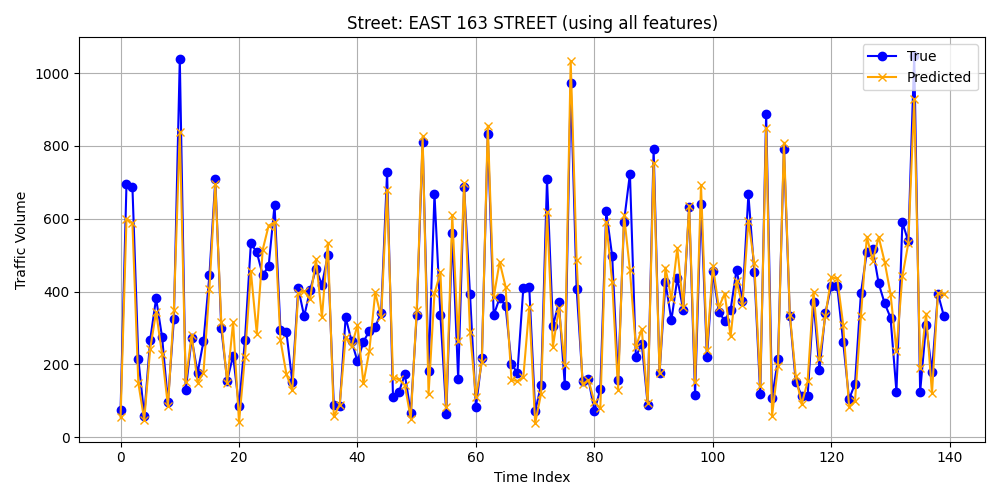 Street: EAST 163 STREET (using all features)
True
Predicted
Traffic Volume
1000
800
600
400
200
0
0 20 40 60 80 100 120 140
Time Index